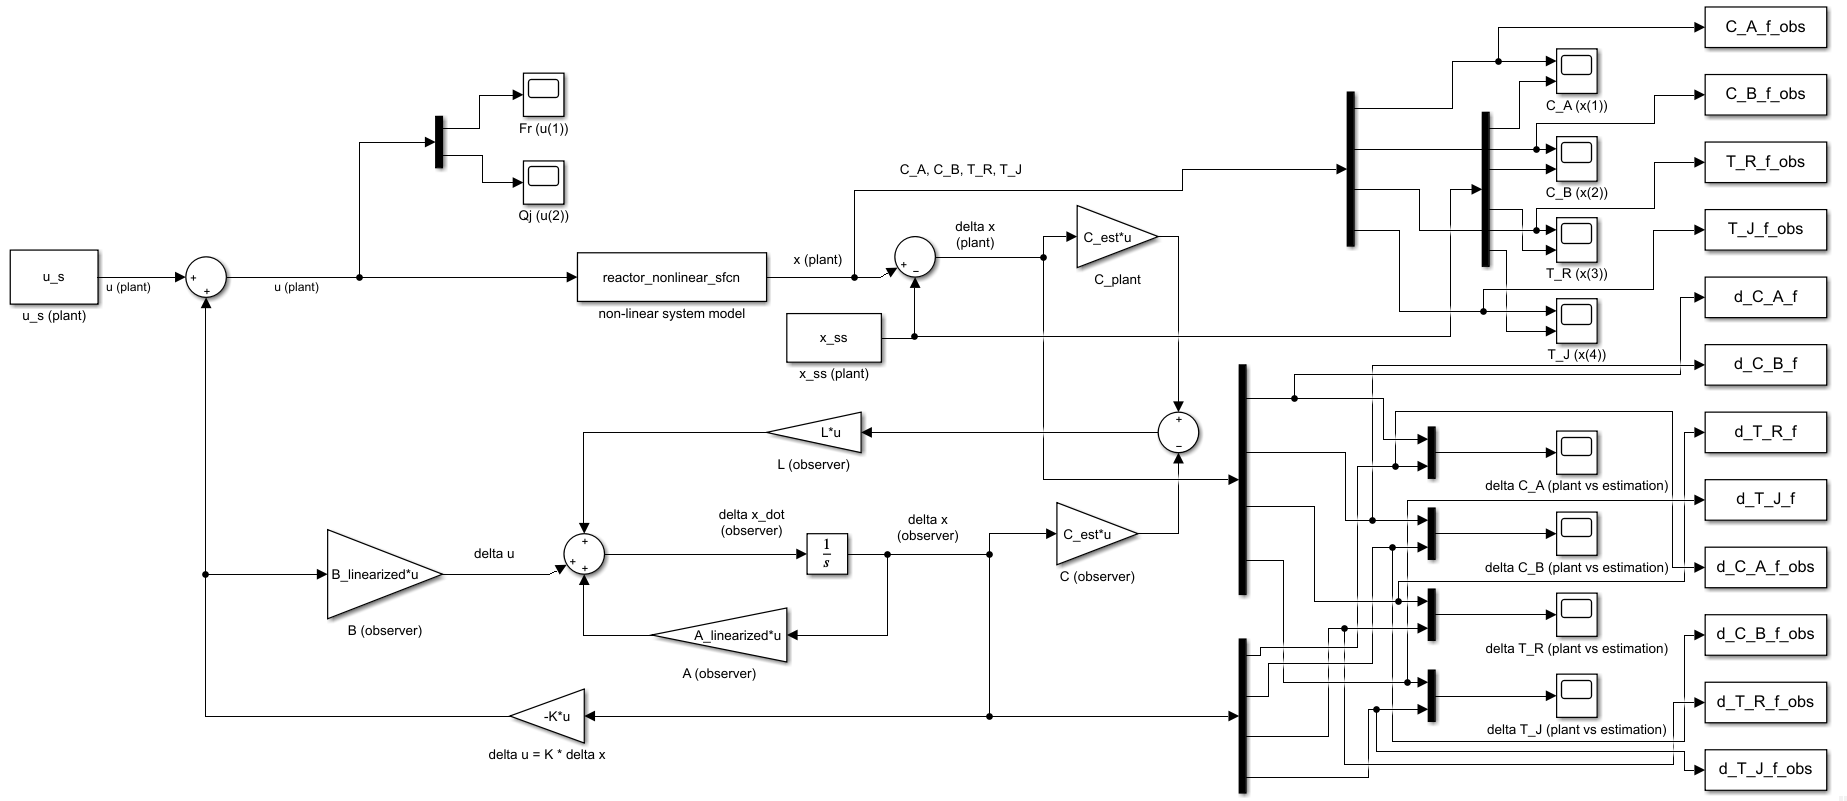 C_A_f_obs
C_A (x(1))
C_B_f_obs
Fr (u(1))
C_A, C_B, T_R, T_J
C_B (x(2))
T_R_f_obs
Qj (u(2))
delta x
(plant)
C_est*u
C_plant
T_R (x(3))
T_J_f_obs
u_s
u (plant)
u_s (plant)
+
+
u (plant)
reactor_nonlinear_sfcn
non-linear system model
x (plant)
+
−
x_ss
x_ss (plant)
T_J (x(4))
d_C_A_f
d_C_B_f
L*u
L (observer)
+
−
d_T_R_f
delta C_A (plant vs estimation)
d_T_J_f
delta x_dot
(observer)
delta x
(observer)
C_est*u
C (observer)
delta C_B (plant vs estimation)
d_C_A_f_obs
B_linearized*u
B (observer)
delta u
+
+
+
1
s
A_linearized*u
A (observer)
delta T_R (plant vs estimation)
d_C_B_f_obs
-K*u
delta u = K * delta x
delta T_J (plant vs estimation)
d_T_R_f_obs
d_T_J_f_obs